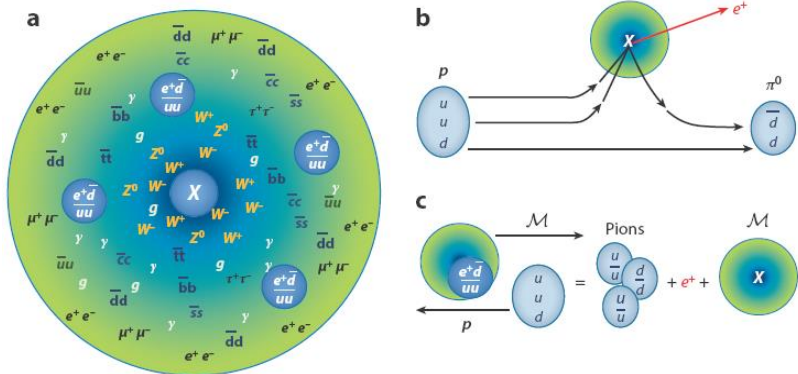 a
μ⁺ μ⁻
d̄d
d̄d
e⁺ e⁻
c̄c
e⁺ e⁻
γ
c̄c
ūu
e⁺d̄
uu
γ
s̄s
e⁺ e⁻
b̄b
W⁺
τ⁺τ⁻
e⁺ e⁻
γ
g
Z⁰
t̄t
γ
d̄d
t̄t
Z⁰
W⁻
g
e⁺d̄
uu
W⁺
b̄b
e⁺d̄
uu
Z⁰
W⁻
X
W⁺
c̄c
γ
ūu
g
W⁻
s̄s
μ⁺ μ⁻
W⁻
W⁺
W⁺
e⁺ e⁻
γ
γ
t̄t
Z⁰
γ
d̄d
ūu
c̄c
γ
γ
μ⁺ μ⁻
g
g
b̄b
τ⁺τ⁻
e⁺d̄
uu
d̄d
s̄s
e⁺ e⁻
γ
γ
μ⁺ μ⁻
d̄d
e⁺ e⁻
e⁺ e⁻
b
X
e⁺
p
π⁰
u
u
d
d̄
d
c
ℳ
Pions
ℳ
e⁺d̄
uu
u
u
d
=
u
ū
d
d̄
u
ū
+ e⁺ +
X
p